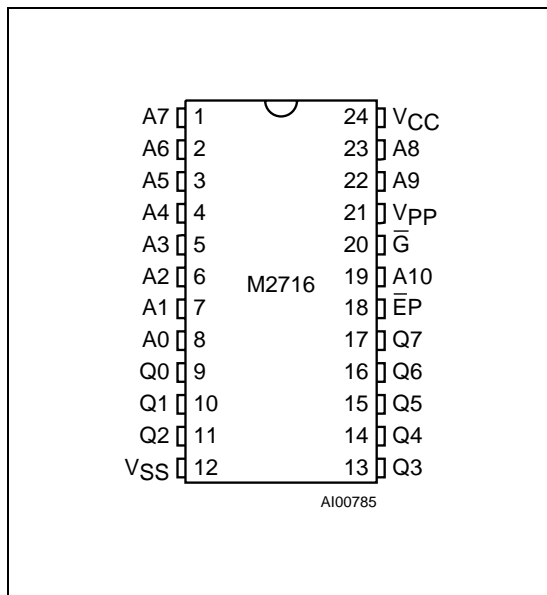 A7 1 24 VCC
A6 2 23 A8
A5 3 22 A9
A4 4 21 VPP
A3 5 20 G̅
A2 6 19 A10
M2716
A1 7 18 E̅P
A0 8 17 Q7
Q0 9 16 Q6
Q1 10 15 Q5
Q2 11 14 Q4
VSS 12 13 Q3
AI00785